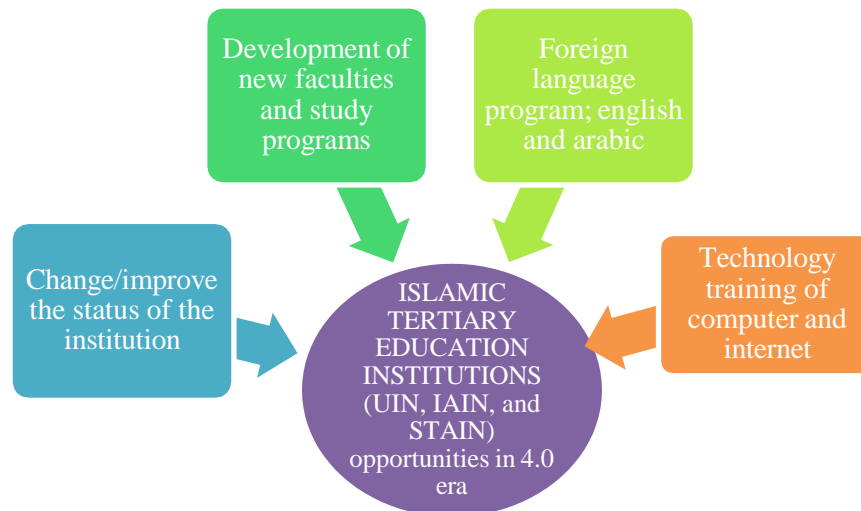 Development of
new faculties
and study
programs
Foreign
language
program; english
and arabic
Change/improve
the status of the
institution
Technology
training of
computer and
internet
ISLAMIC
TERTIARY
EDUCATION
INSTITUTIONS
(UIN, IAIN, and
STAIN)
opportunities in 4.0
era